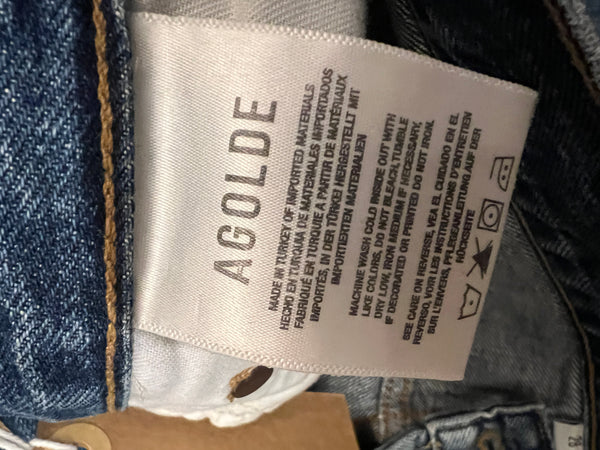 AGOLDE
MADE IN TURKEY OF IMPORTED MATERIALS
HECHO EN TURQUIA DE MATERIALES IMPORTADOS
FABRIQUÉ EN TURQUIE A PARTIR DE MATÉRIAUX
IMPORTÉS, IN DER TÜRKEI HERGESTELLT MIT
IMPORTIERTEN MATERIALIEN
MACHINE WASH COLD INSIDE OUT WITH
LIKE COLORS, DO NOT BLEACH, TUMBLE
DRY LOW, IRON MEDIUM IF NECESSARY,
IF DECORATED OR PRINTED DO NOT IRON.
SEE CARE ON REVERSE, VEA EL CUIDADO EN EL
REVERSO, VOIR LES INSTRUCTIONS D'ENTRETIEN
SUR L'ENVERS, PFLEGEANLEITUNG AUF DER
RÜCKSEITE